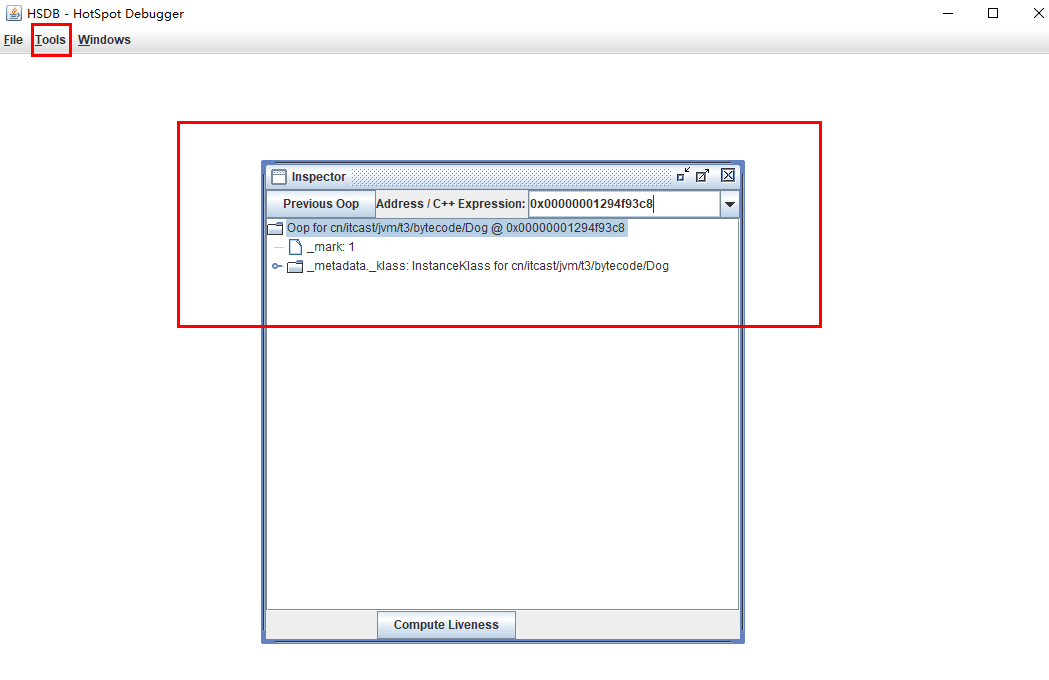 HSDB - HotSpot Debugger
File Tools Windows
Inspector
Previous Oop Address / C++ Expression: 0x00000001294f93c8
Oop for cn/itcast/jvm/t3/bytecode/Dog @ 0x00000001294f93c8
_mark: 1
_metadata._klass: InstanceKlass for cn/itcast/jvm/t3/bytecode/Dog
Compute Liveness